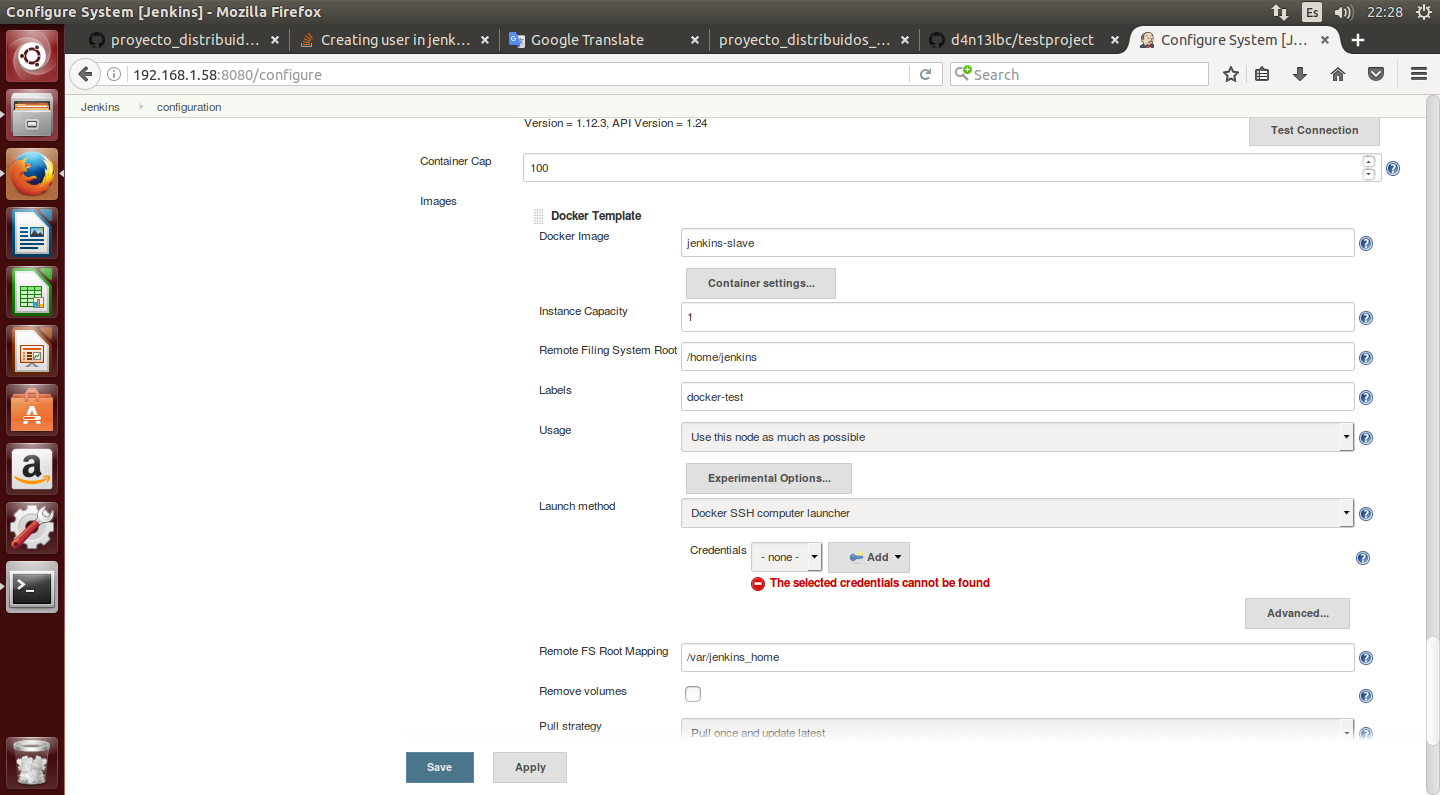 Configure System [Jenkins] - Mozilla Firefox
Es
22:28
proyecto_distribuid... ×
Creating user in jenk... ×
Google Translate ×
proyecto_distribuidos_... ×
d4n13lbc/testproject ×
Configure System [J... ×
192.168.1.58:8080/configure
Search
Jenkins
configuration
Version = 1.12.3, API Version = 1.24
Test Connection
Container Cap
100
Images
Docker Template
Docker Image
jenkins-slave
Container settings...
Instance Capacity
1
Remote Filing System Root
/home/jenkins
Labels
docker-test
Usage
Use this node as much as possible
Experimental Options...
Launch method
Docker SSH computer launcher
Credentials
- none -
Add
The selected credentials cannot be found
Advanced...
Remote FS Root Mapping
/var/jenkins_home
Remove volumes
Pull strategy
Pull once and update latest
Save
Apply